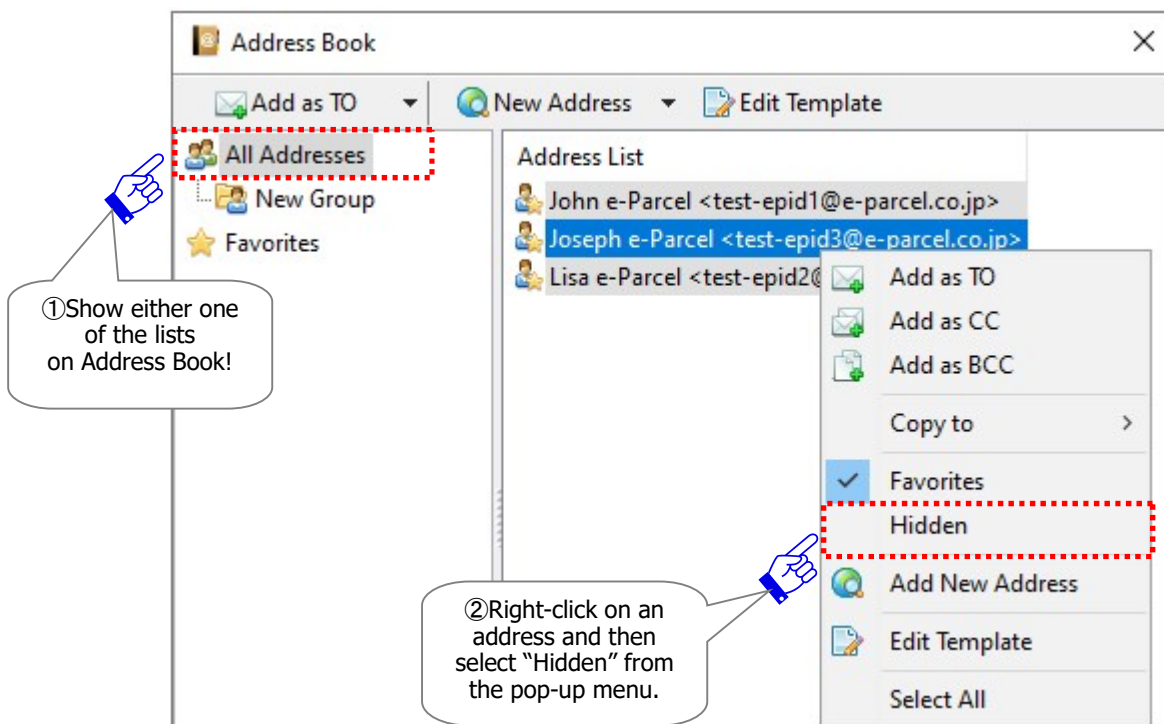 Address Book
Add as TO
New Address
Edit Template
All Addresses
New Group
Favorites
Address List
John e-Parcel <test-epid1@e-parcel.co.jp>
Joseph e-Parcel <test-epid3@e-parcel.co.jp>
Lisa e-Parcel <test-epid2@
①Show either one
of the lists
on Address Book!
Add as TO
Add as CC
Add as BCC
Copy to
Favorites
Hidden
Add New Address
Edit Template
Select All
②Right-click on an
address and then
select “Hidden” from
the pop-up menu.